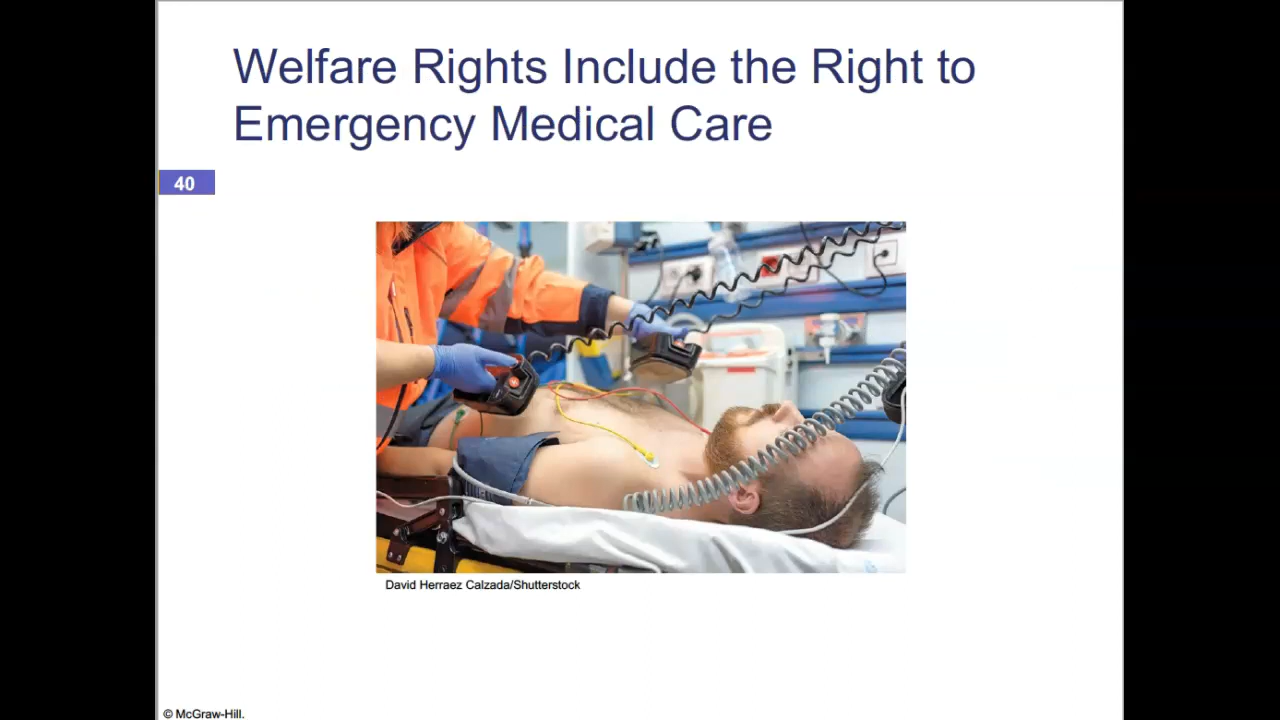 Welfare Rights Include the Right to
Emergency Medical Care
40
David Herraez Calzada/Shutterstock
© McGraw-Hill.